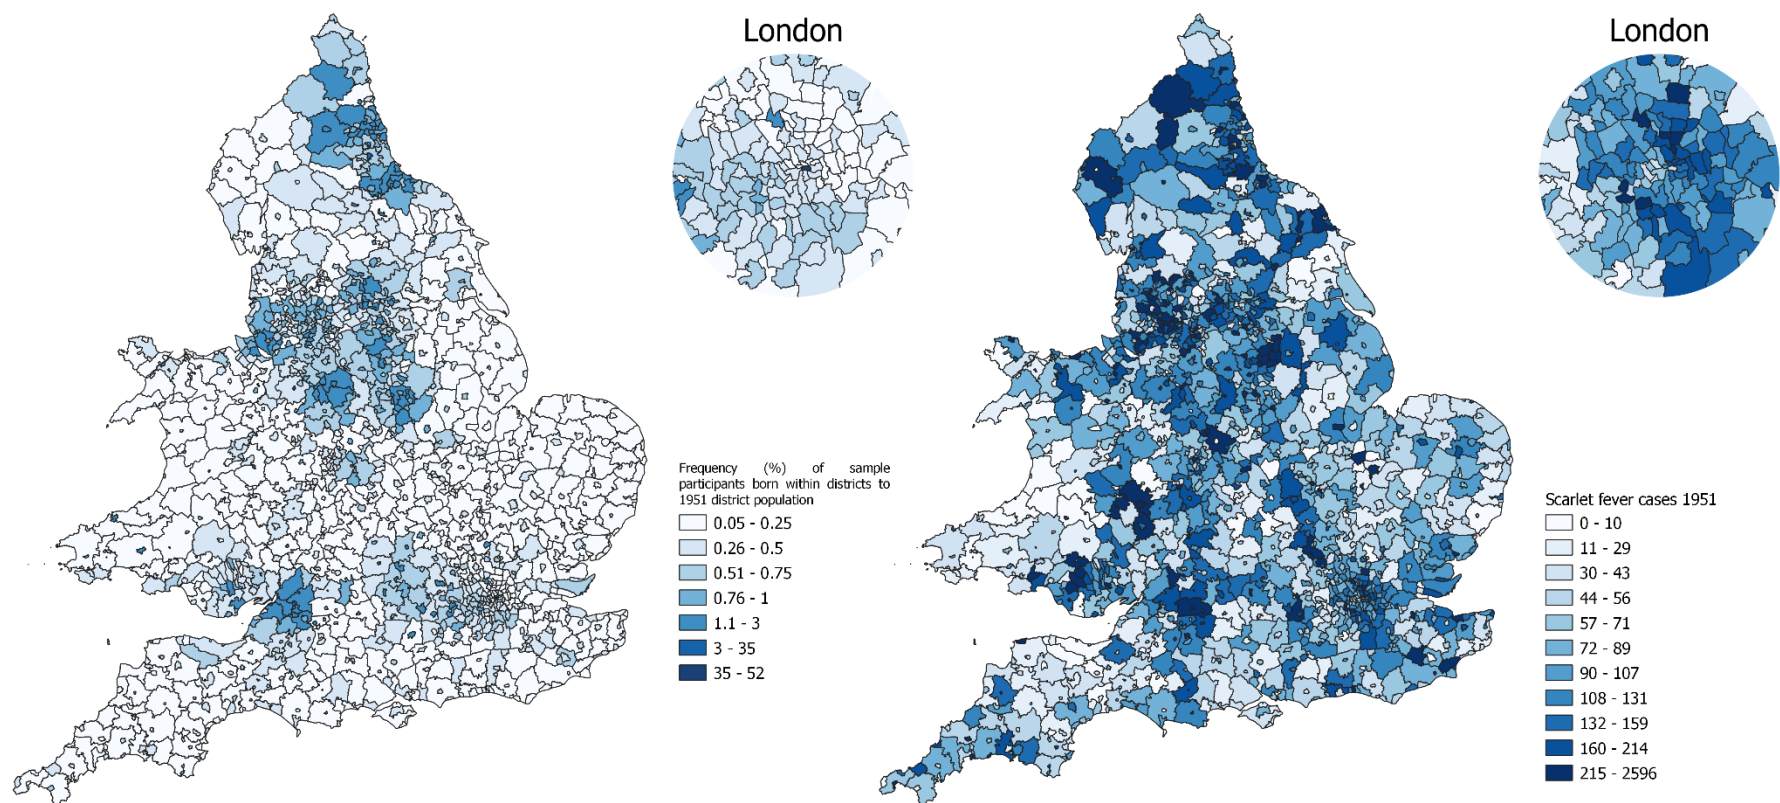 London
Frequency (%) of sample
participants born within districts to
1951 district population
0.05 - 0.25
0.26 - 0.5
0.51 - 0.75
0.76 - 1
1.1 - 3
3 - 35
35 - 52
London
Scarlet fever cases 1951
0 - 10
11 - 29
30 - 43
44 - 56
57 - 71
72 - 89
90 - 107
108 - 131
132 - 159
160 - 214
215 - 2596